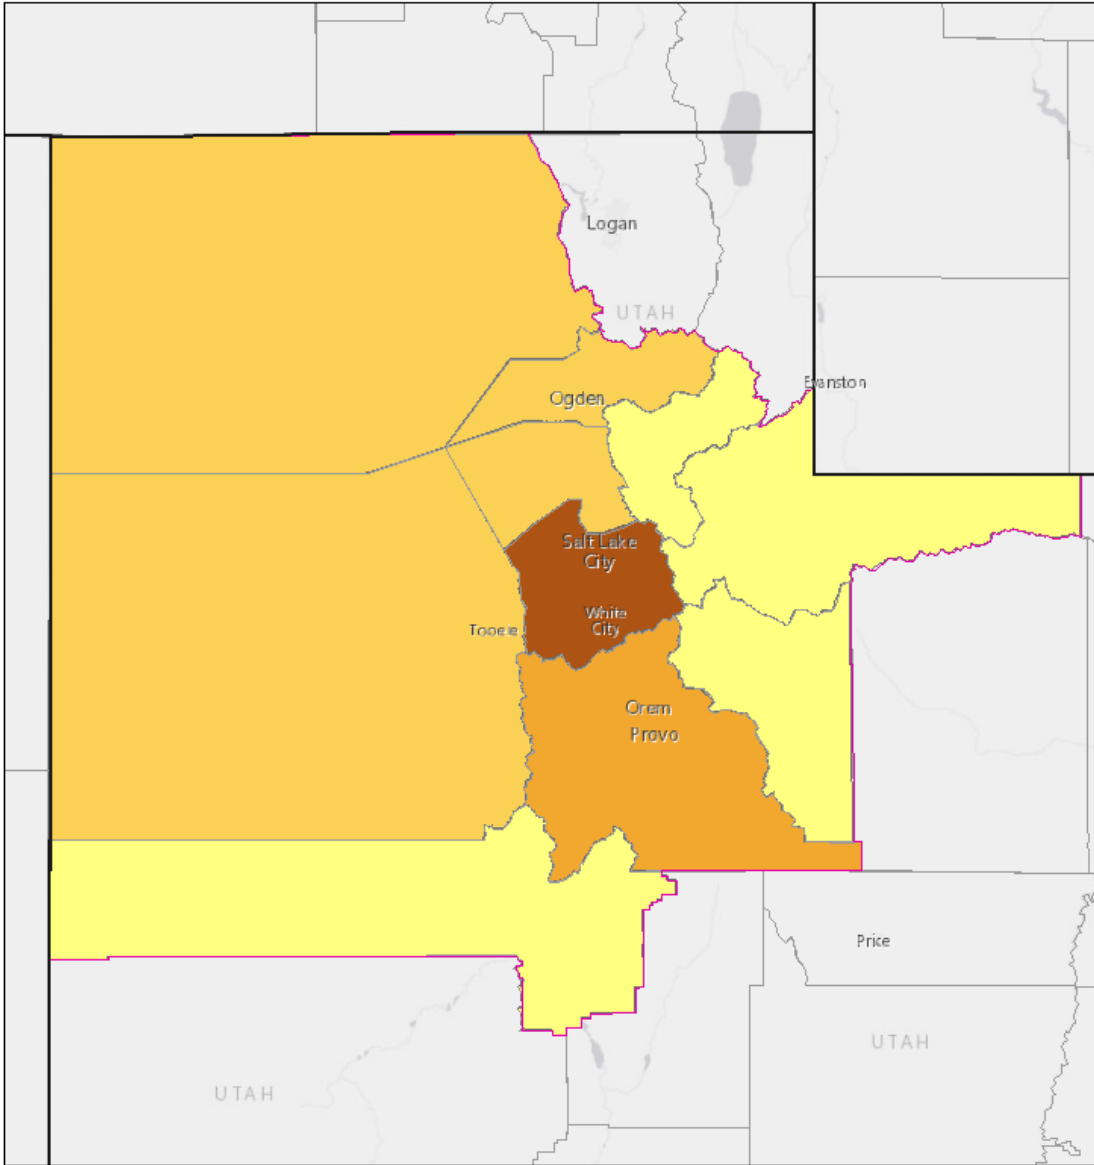 Logan
UTAH
Evanston
Ogden
Salt Lake
City
White
City
Tooele
Orem
Provo
Price
UTAH
UTAH